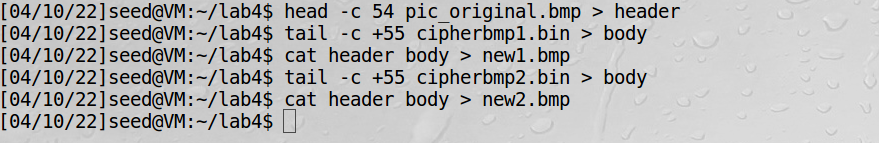 [04/10/22]seed@VM:~/lab4$ head -c 54 pic_original.bmp > header
[04/10/22]seed@VM:~/lab4$ tail -c +55 cipherbmp1.bin > body
[04/10/22]seed@VM:~/lab4$ cat header body > new1.bmp
[04/10/22]seed@VM:~/lab4$ tail -c +55 cipherbmp2.bin > body
[04/10/22]seed@VM:~/lab4$ cat header body > new2.bmp
[04/10/22]seed@VM:~/lab4$